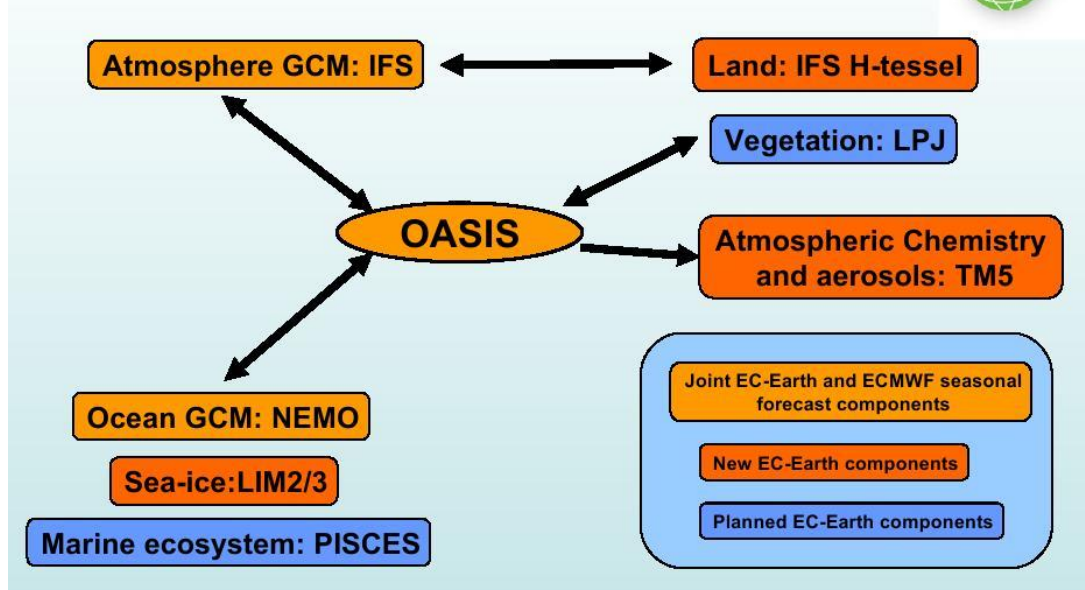 Atmosphere GCM: IFS
Land: IFS H-tessel
Vegetation: LPJ
OASIS
Atmospheric Chemistry
and aerosols: TM5
Ocean GCM: NEMO
Sea-ice:LIM2/3
Marine ecosystem: PISCES
Joint EC-Earth and ECMWF seasonal
forecast components
New EC-Earth components
Planned EC-Earth components